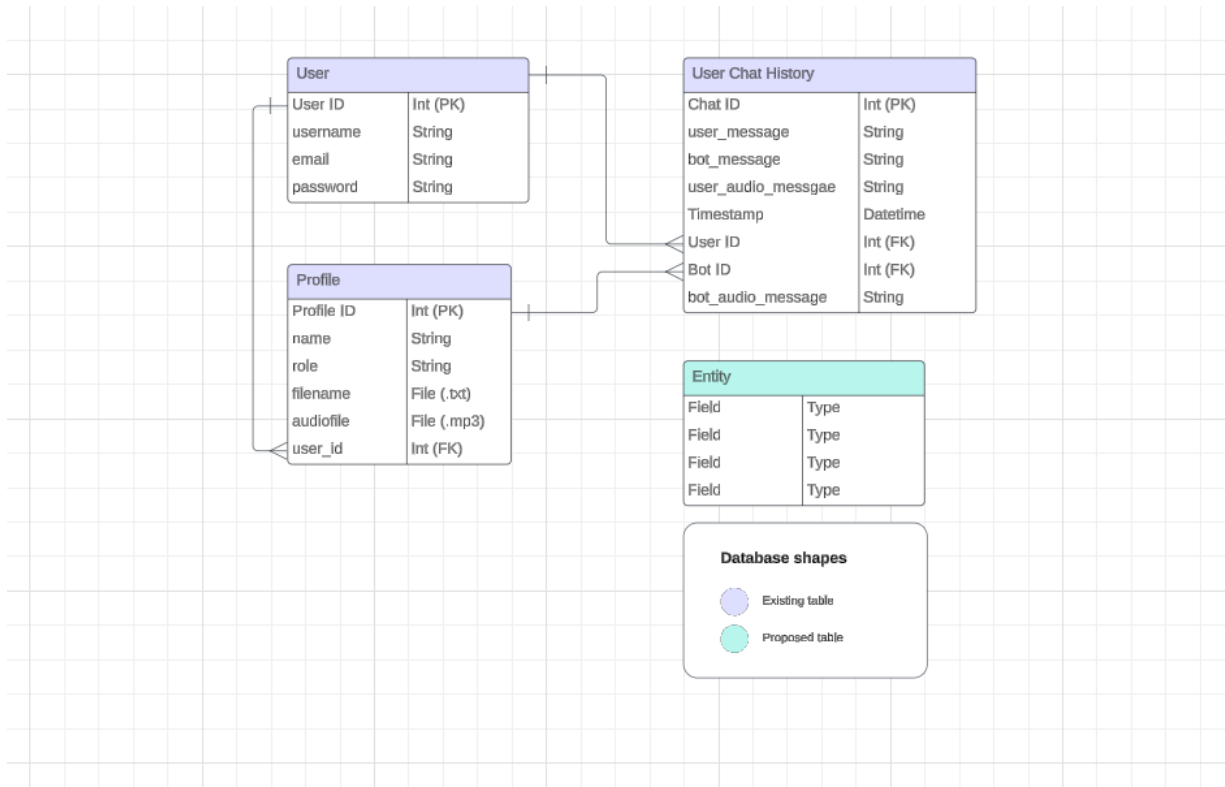 User
User ID Int (PK)
username String
email String
password String
Profile
Profile ID Int (PK)
name String
role String
filename File (.txt)
audiofile File (.mp3)
user_id Int (FK)
User Chat History
Chat ID Int (PK)
user_message String
bot_message String
user_audio_messgae String
Timestamp Datetime
User ID Int (FK)
Bot ID Int (FK)
bot_audio_message String
Entity
Field Type
Field Type
Field Type
Field Type
Database shapes
Existing table
Proposed table